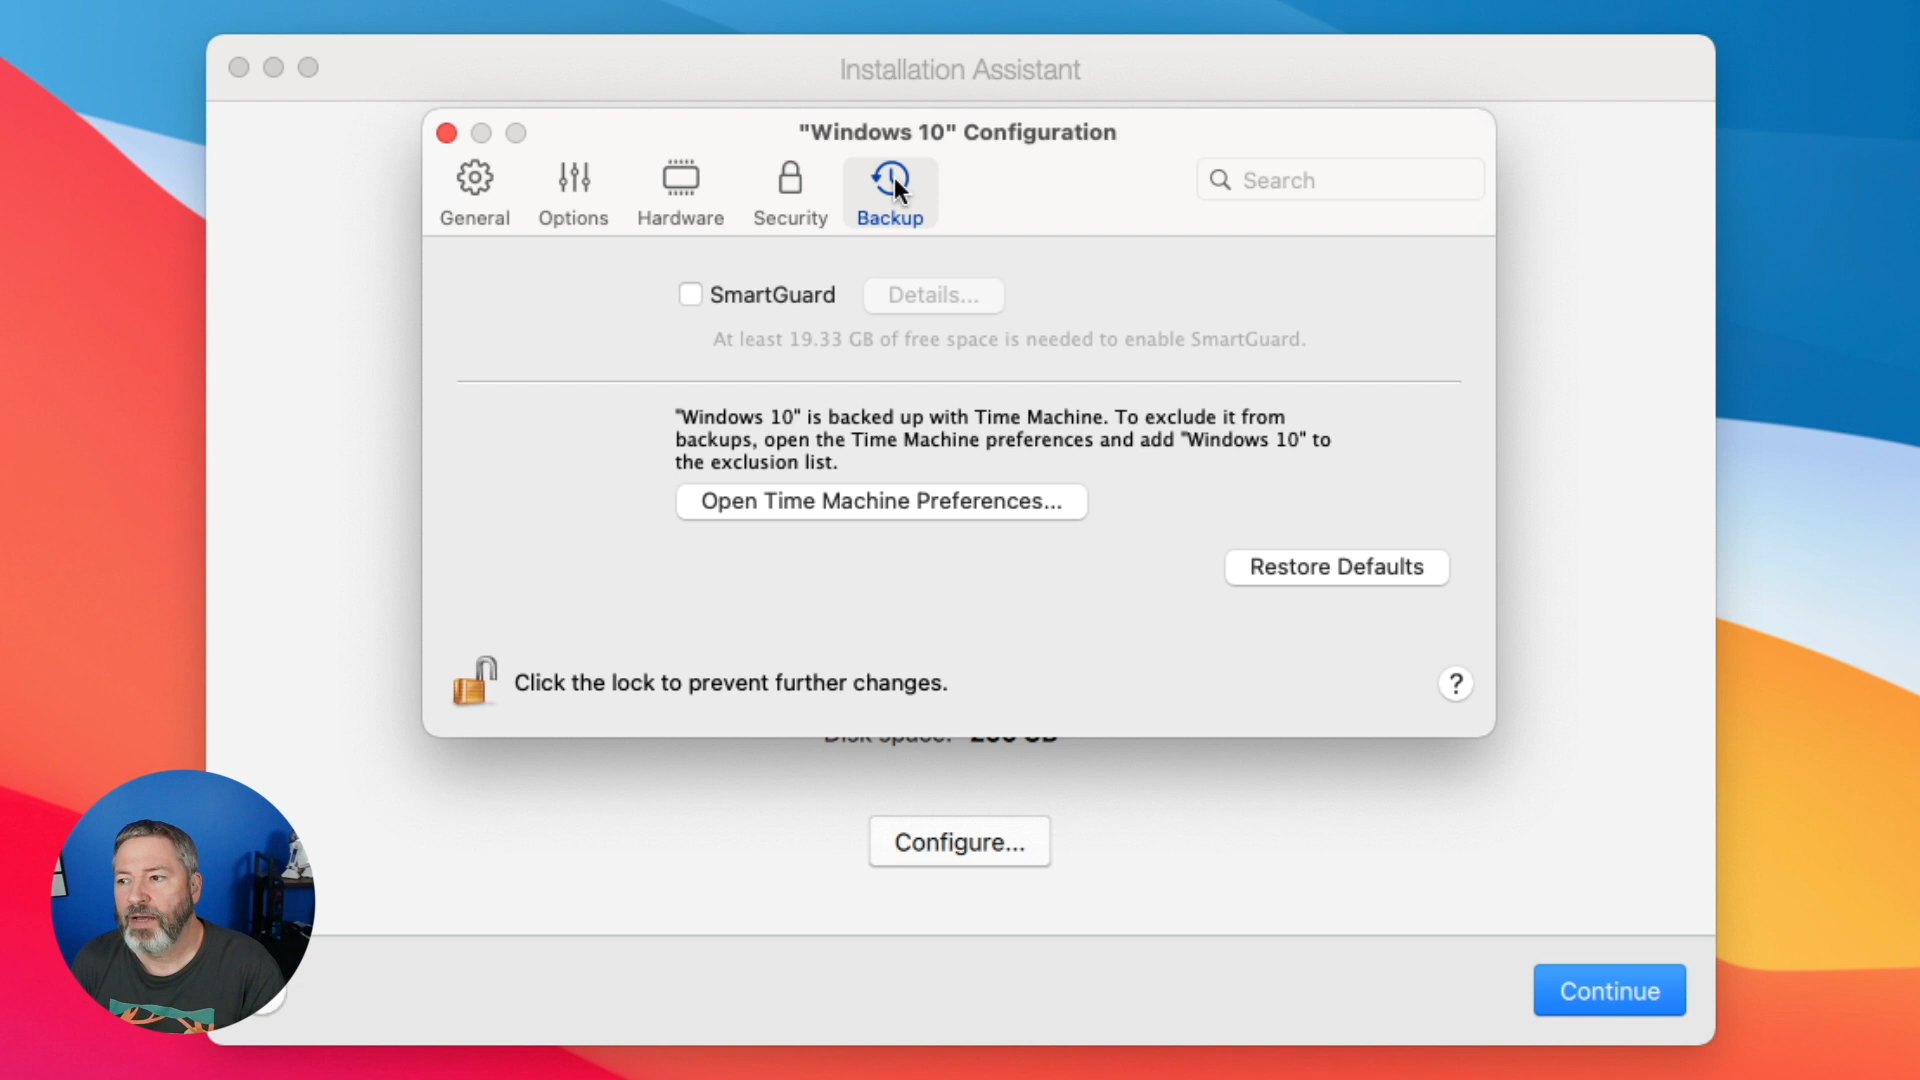 Installation Assistant
"Windows 10" Configuration
General
Options
Hardware
Security
Backup
Search
SmartGuard
Details...
At least 19.33 GB of free space is needed to enable SmartGuard.
"Windows 10" is backed up with Time Machine. To exclude it from
backups, open the Time Machine preferences and add "Windows 10" to
the exclusion list.
Open Time Machine Preferences...
Restore Defaults
Click the lock to prevent further changes.
?
Disk space:
Configure...
Continue